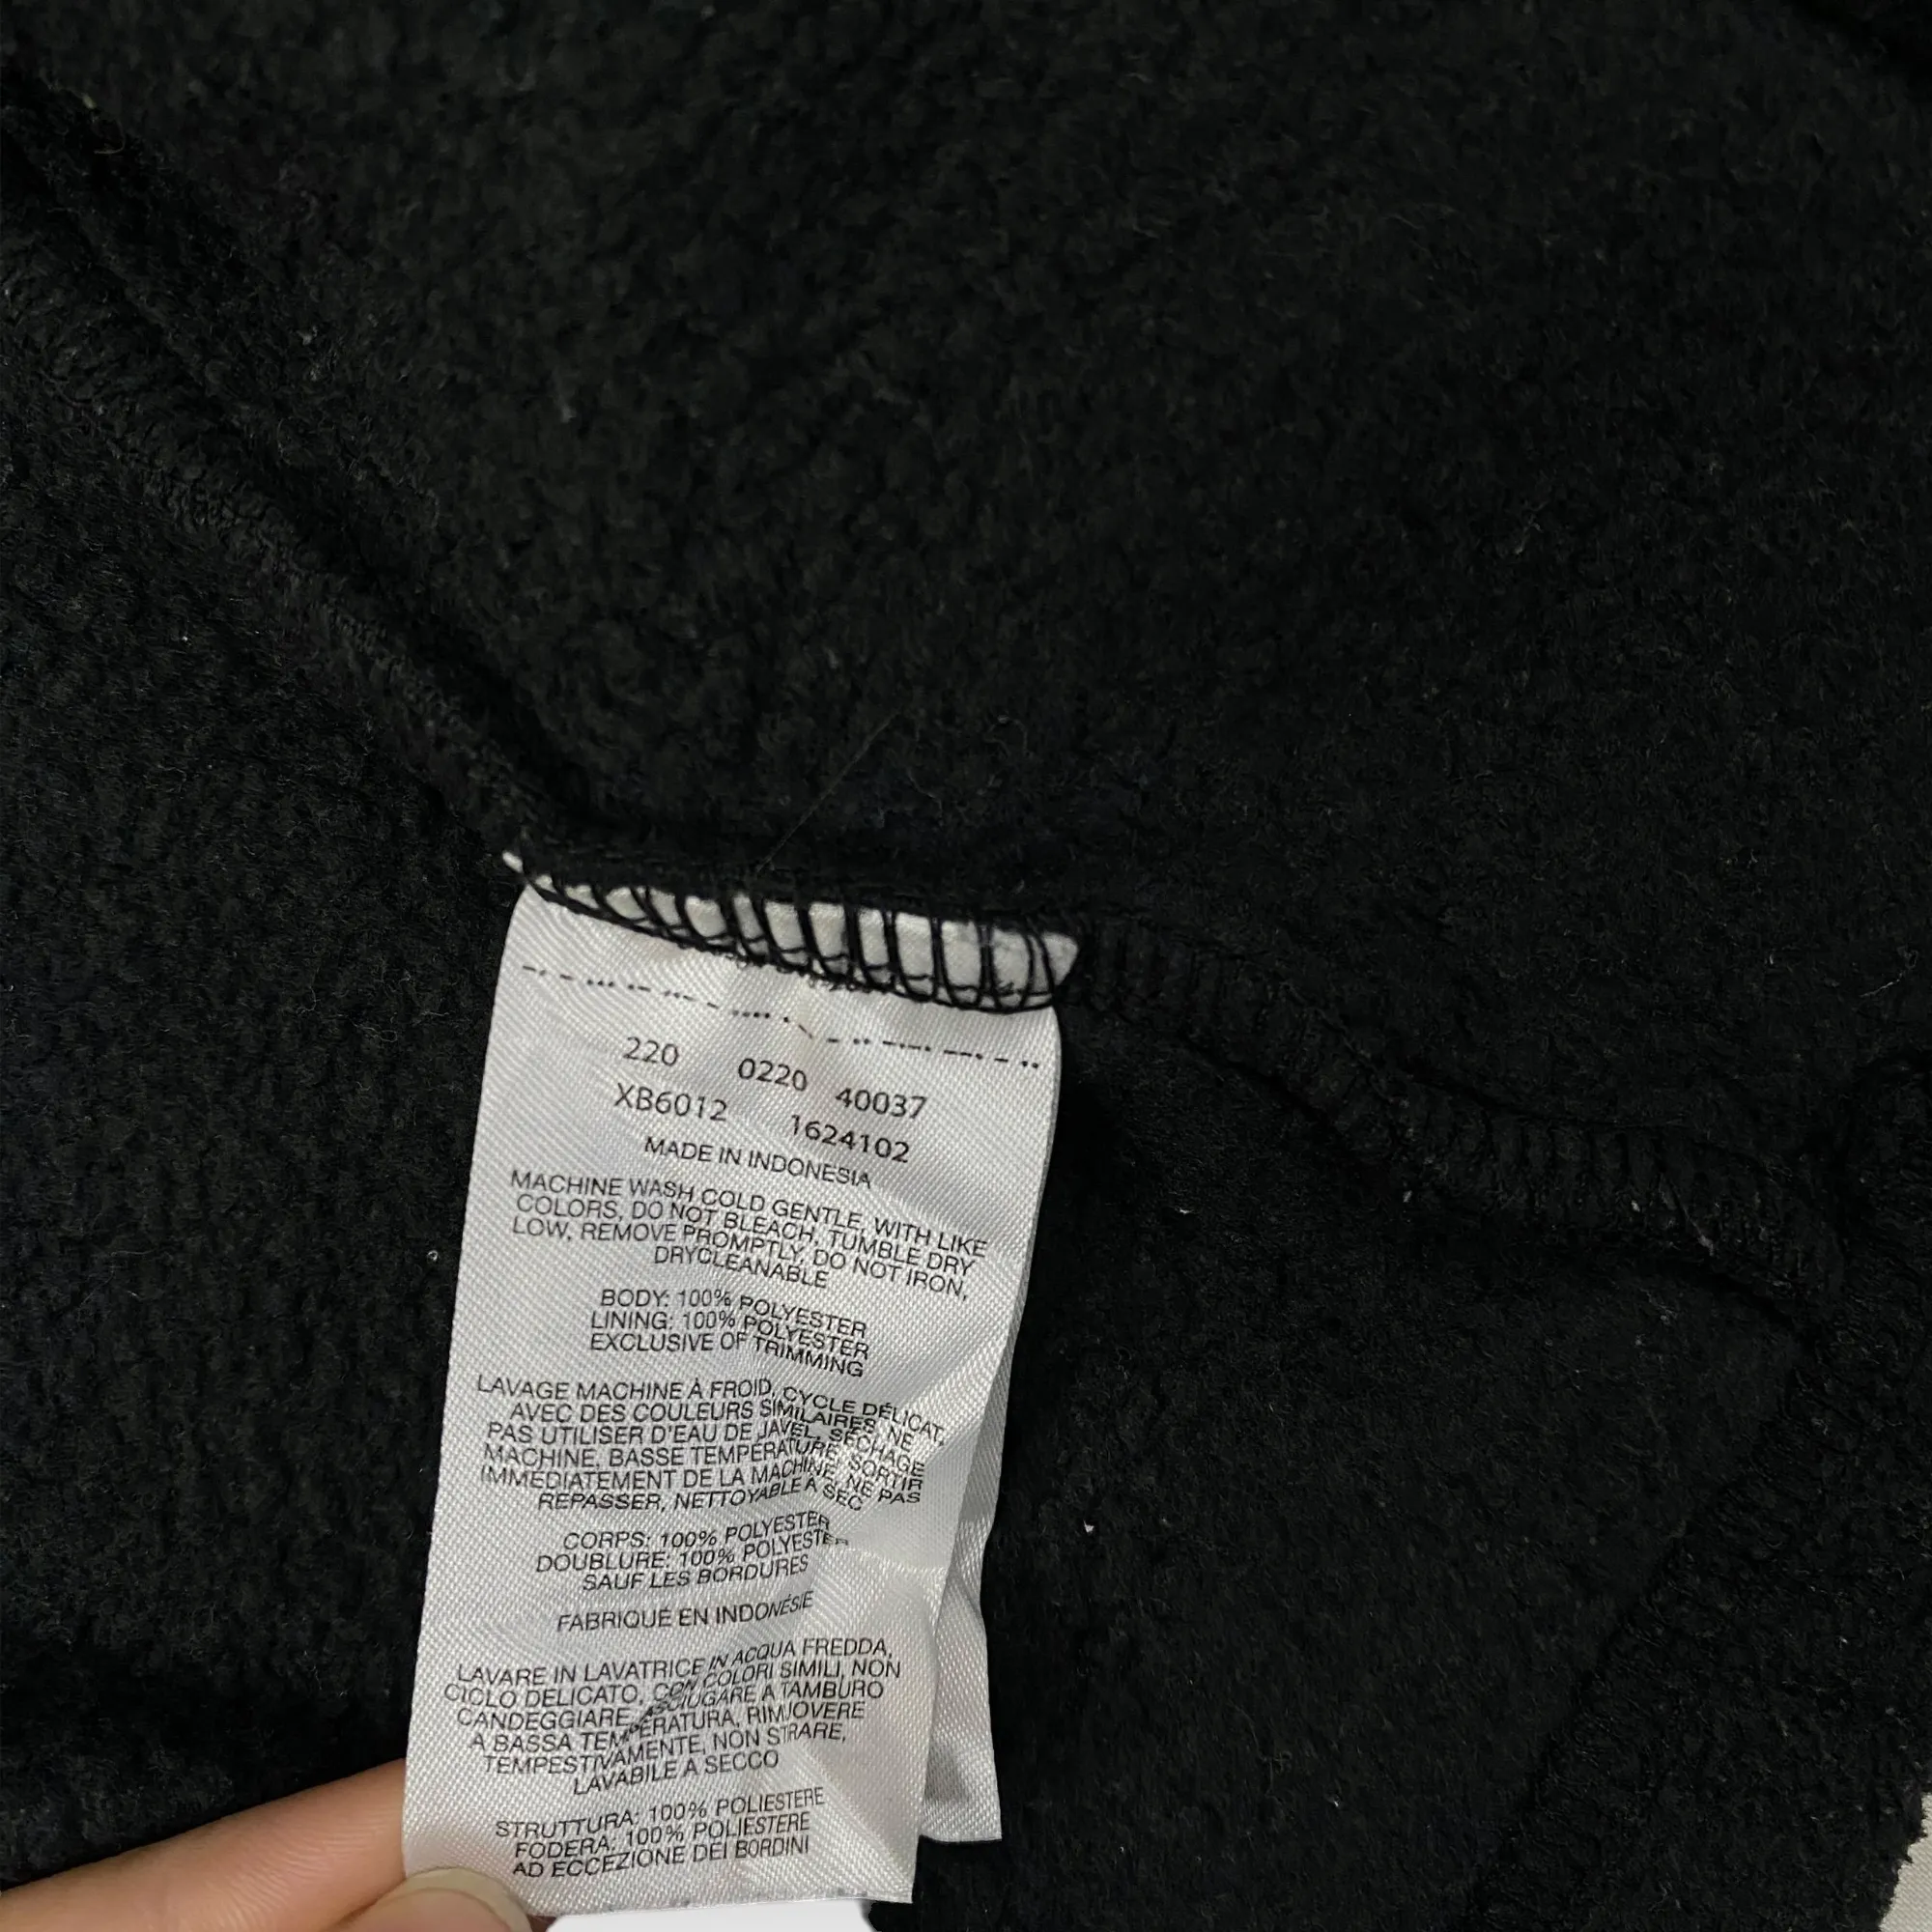 220 0220 40037
XB6012 1624102
MADE IN INDONESIA
MACHINE WASH COLD GENTLE, WITH LIKE
COLORS, DO NOT BLEACH, TUMBLE DRY
LOW, REMOVE PROMPTLY, DO NOT IRON,
DRYCLEANABLE
BODY: 100% POLYESTER
LINING: 100% POLYESTER
EXCLUSIVE OF TRIMMING
LAVAGE MACHINE À FROID, CYCLE DÉLICAT,
AVEC DES COULEURS SIMILAIRES, NE
PAS UTILISER D'EAU DE JAVEL, SÉCHAGE
MACHINE, BASSE TEMPÉRATURE, SORTIR
IMMÉDIATEMENT DE LA MACHINE, NE PAS
REPASSER, NETTOYABLE À SEC
CORPS: 100% POLYESTER
DOUBLURE: 100% POLYESTER
SAUF LES BORDURES
FABRIQUÉ EN INDONÉSIE
LAVARE IN LAVATRICE IN ACQUA FREDDA,
CICLO DELICATO, CON COLORI SIMILI, NON
CANDEGGIARE, ASCIUGARE A TAMBURO
A BASSA TEMPERATURA, RIMUOVERE
TEMPESTIVAMENTE, NON STIRARE,
LAVABILE A SECCO
STRUTTURA: 100% POLIESTERE
FODERA: 100% POLIESTERE
AD ECCEZIONE DEI BORDINI